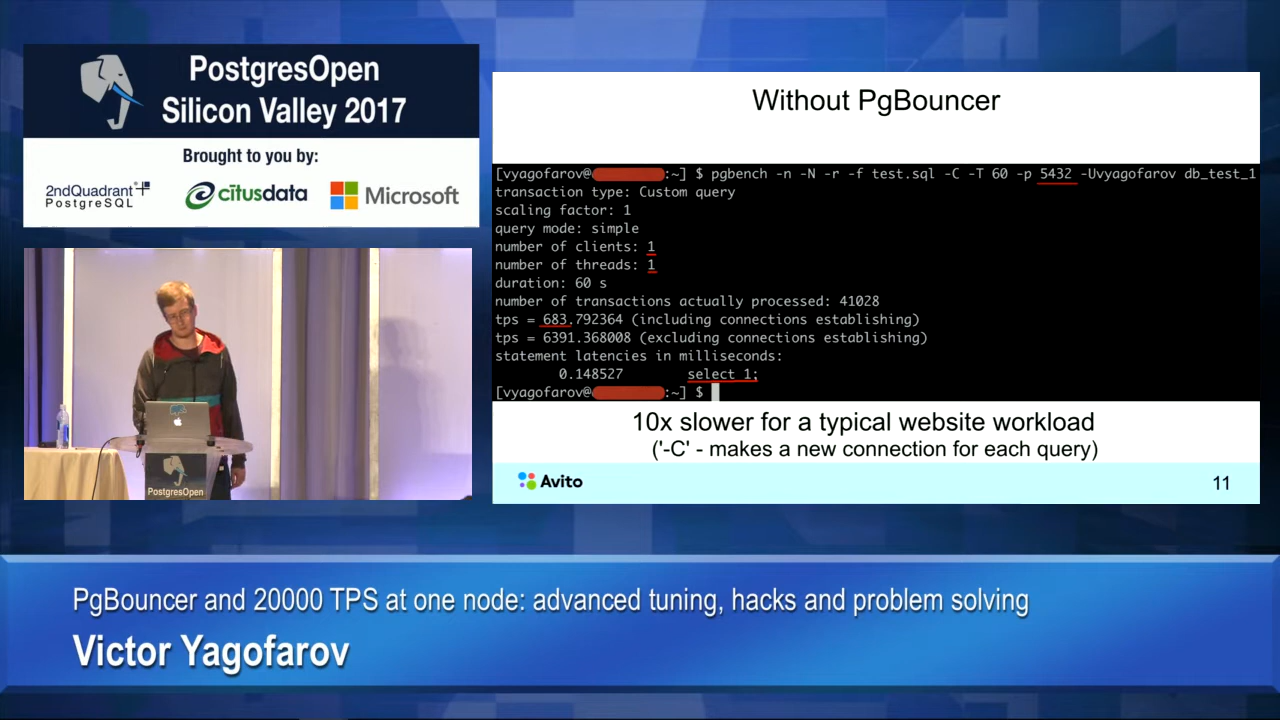 PostgresOpen
Silicon Valley 2017
Brought to you by:
2ndQuadrant
PostgreSQL
citusdata
Microsoft
PostgresOpen
Without PgBouncer
[vyagofarov@ :~] $ pgbench -n -N -r -f test.sql -C -T 60 -p 5432 -Uvyagofarov db_test_1
transaction type: Custom query
scaling factor: 1
query mode: simple
number of clients: 1
number of threads: 1
duration: 60 s
number of transactions actually processed: 41028
tps = 683.792364 (including connections establishing)
tps = 6391.368008 (excluding connections establishing)
statement latencies in milliseconds:
0.148527 select 1;
[vyagofarov@ :~] $
10x slower for a typical website workload
('-C' - makes a new connection for each query)
Avito
11
PgBouncer and 20000 TPS at one node: advanced tuning, hacks and problem solving
Victor Yagofarov